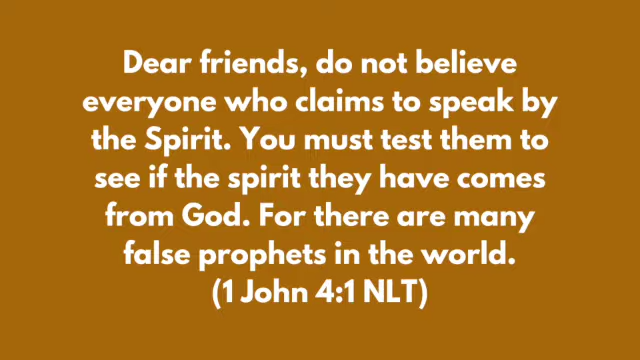 Dear friends, do not believe
everyone who claims to speak by
the Spirit. You must test them to
see if the spirit they have comes
from God. For there are many
false prophets in the world.
(1 John 4:1 NLT)